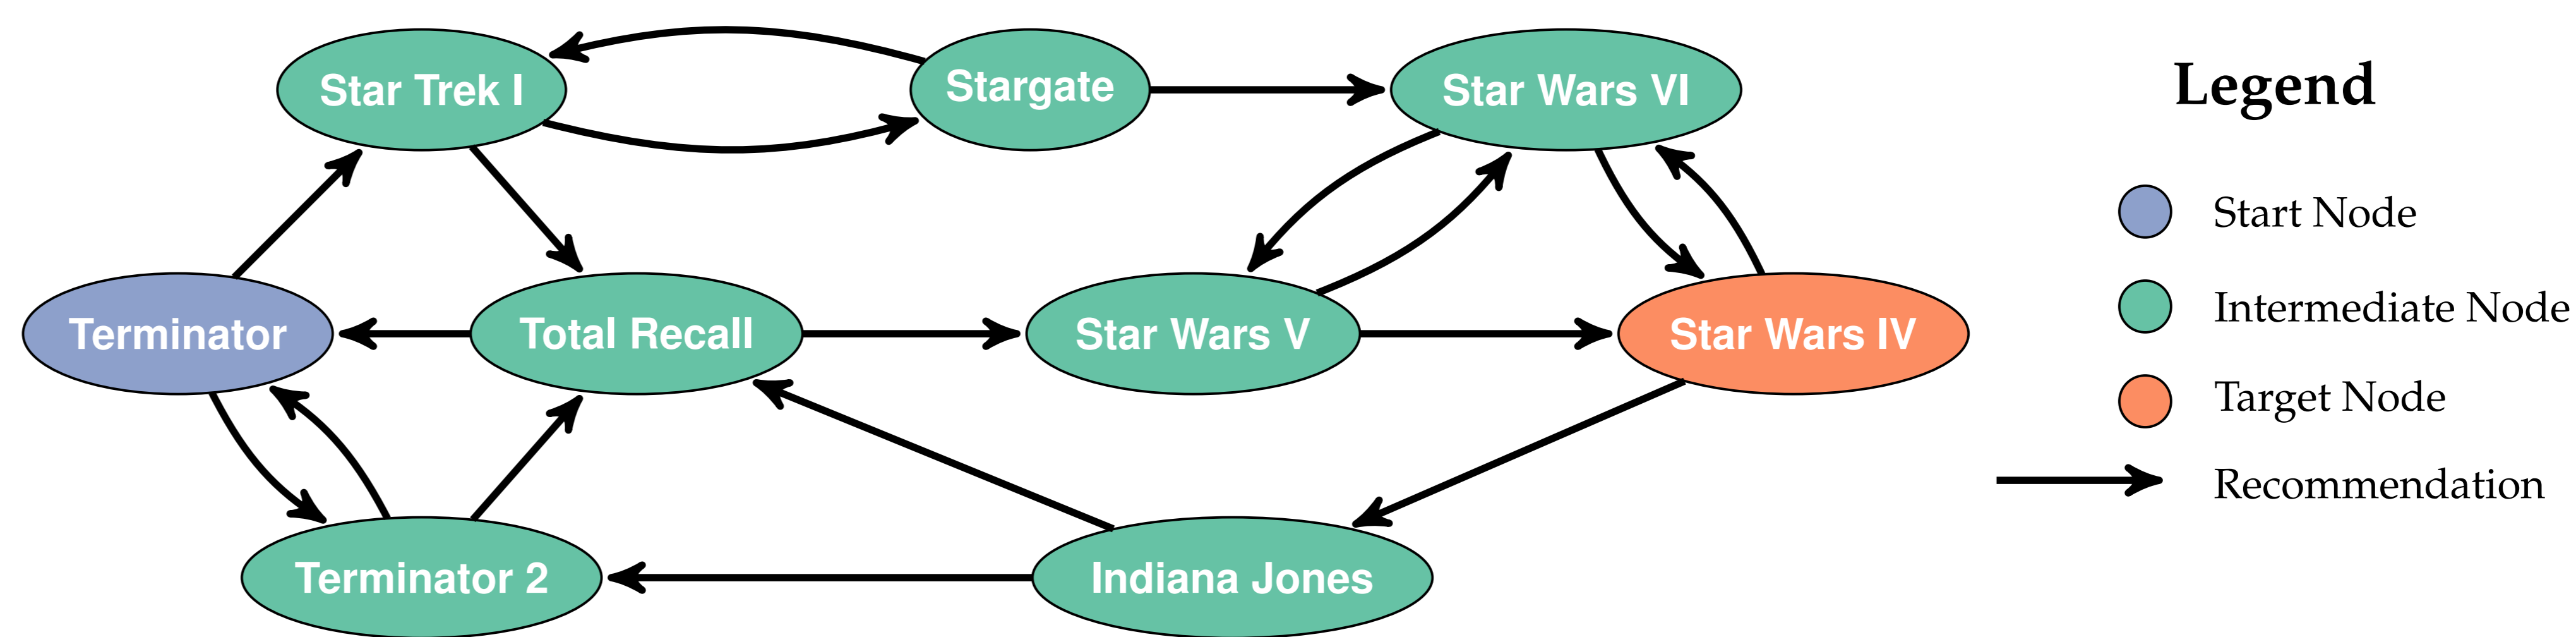 Star Trek I
Stargate
Star Wars VI
Terminator
Total Recall
Star Wars V
Star Wars IV
Terminator 2
Indiana Jones
Legend
Start Node
Intermediate Node
Target Node
Recommendation